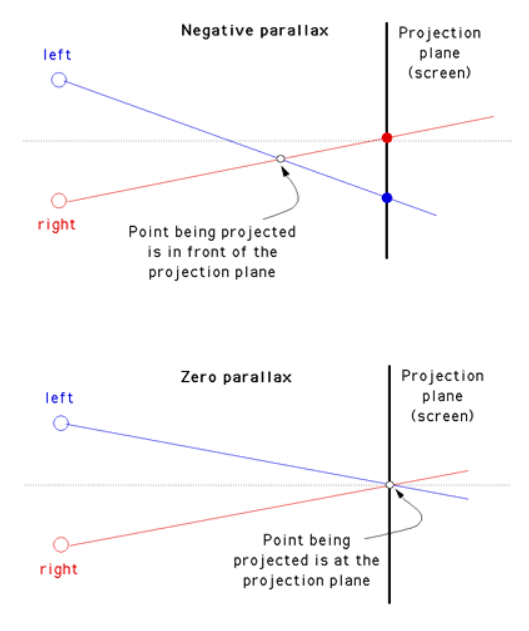 Negative parallax
Projection
plane
(screen)
left
right
Point being projected
is in front of the
projection plane
Zero parallax
Projection
plane
(screen)
left
right
Point being
projected is at the
projection plane